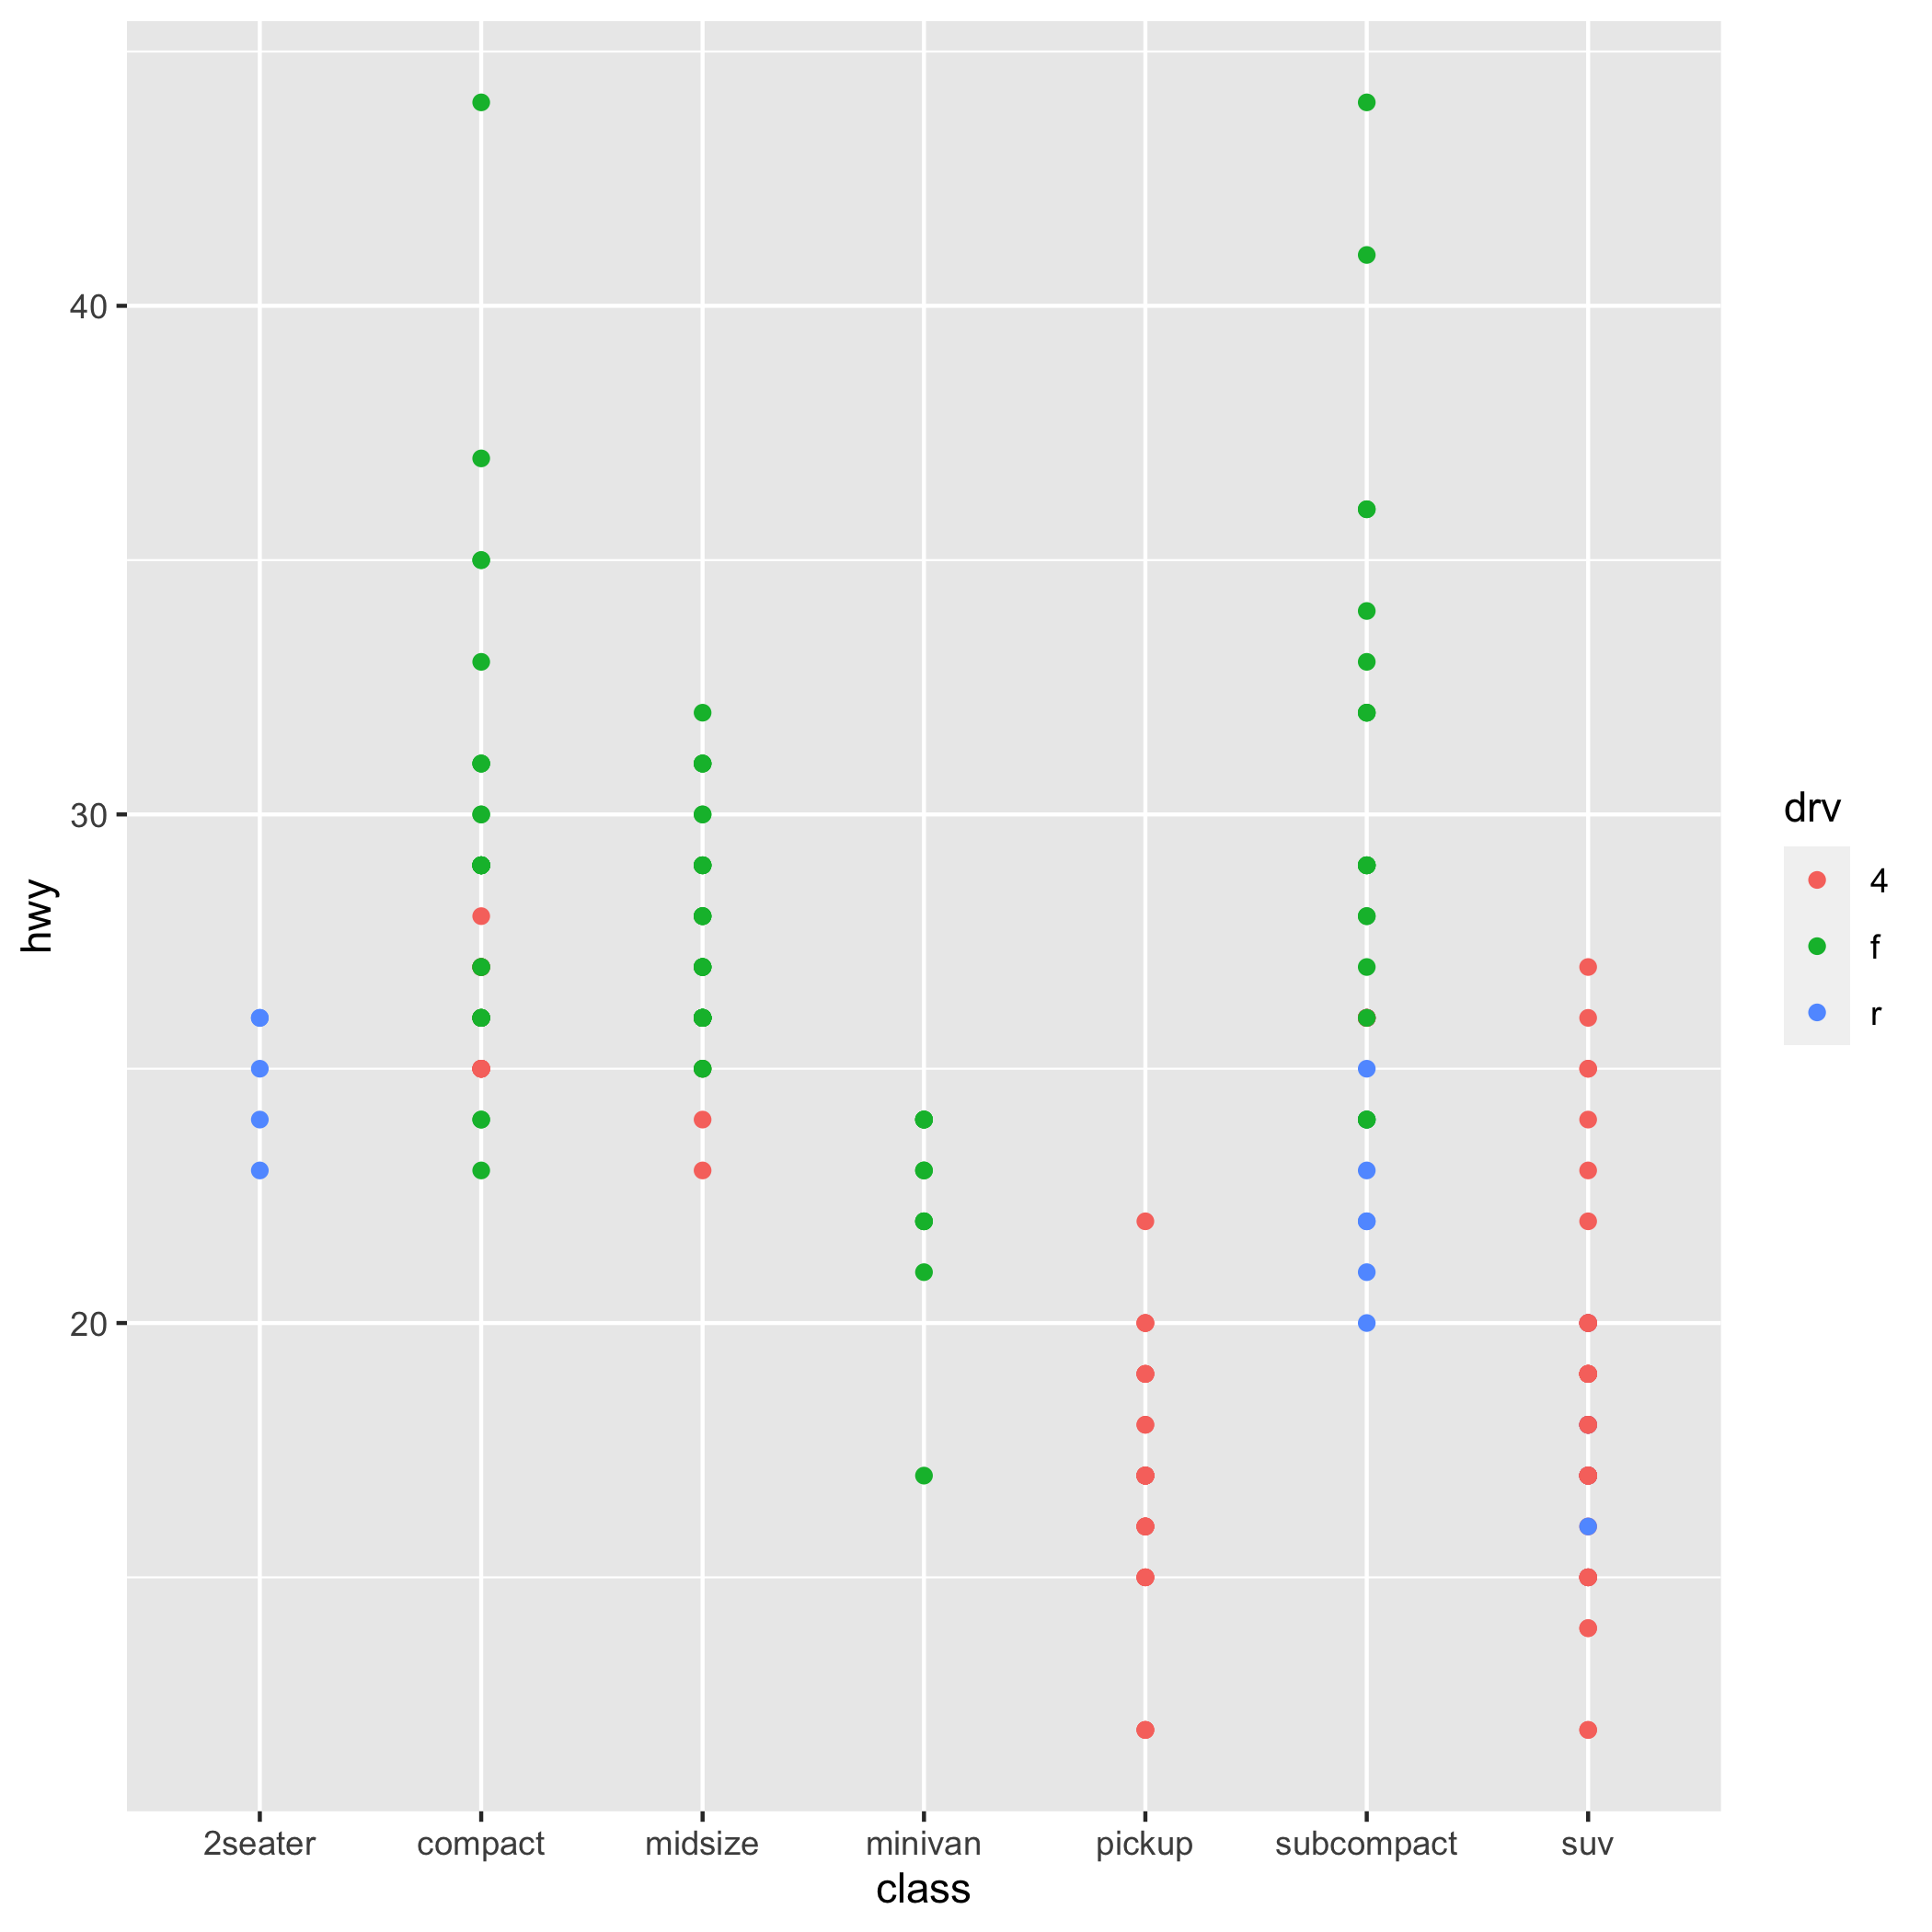 hwy
40
30
20
2seater compact midsize minivan pickup subcompact suv
class
drv
4
f
r